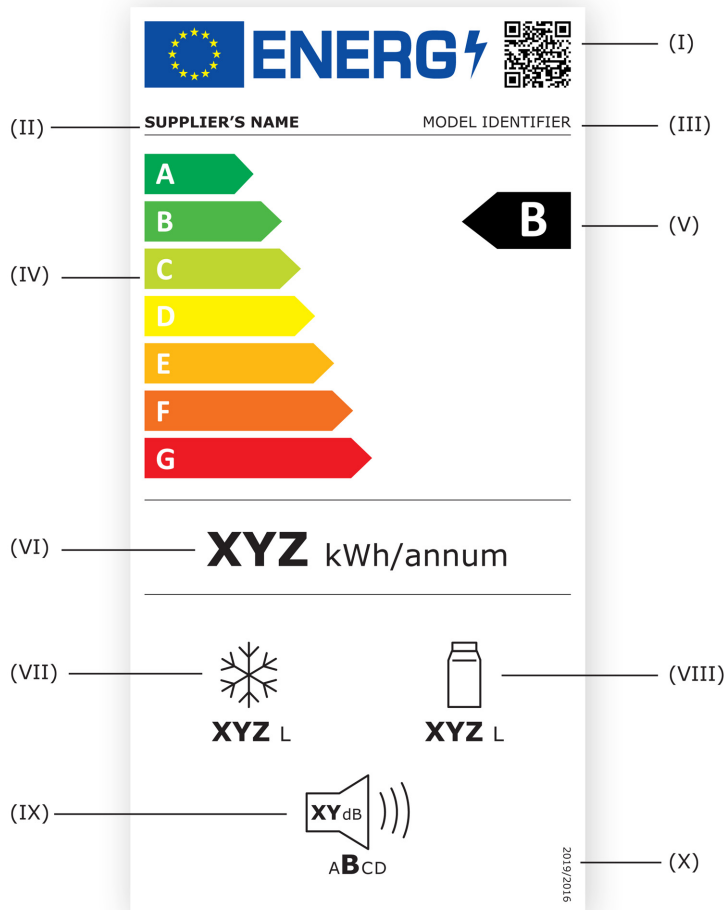 ENERG
(I)
(II)
SUPPLIER'S NAME
MODEL IDENTIFIER
(III)
A
B
B
(V)
(IV)
C
D
E
F
G
(VI)
XYZ kWh/annum
(VII)
(VIII)
XYZ L
XYZ L
(IX)
XY dB
ABCD
2019/2016
(X)